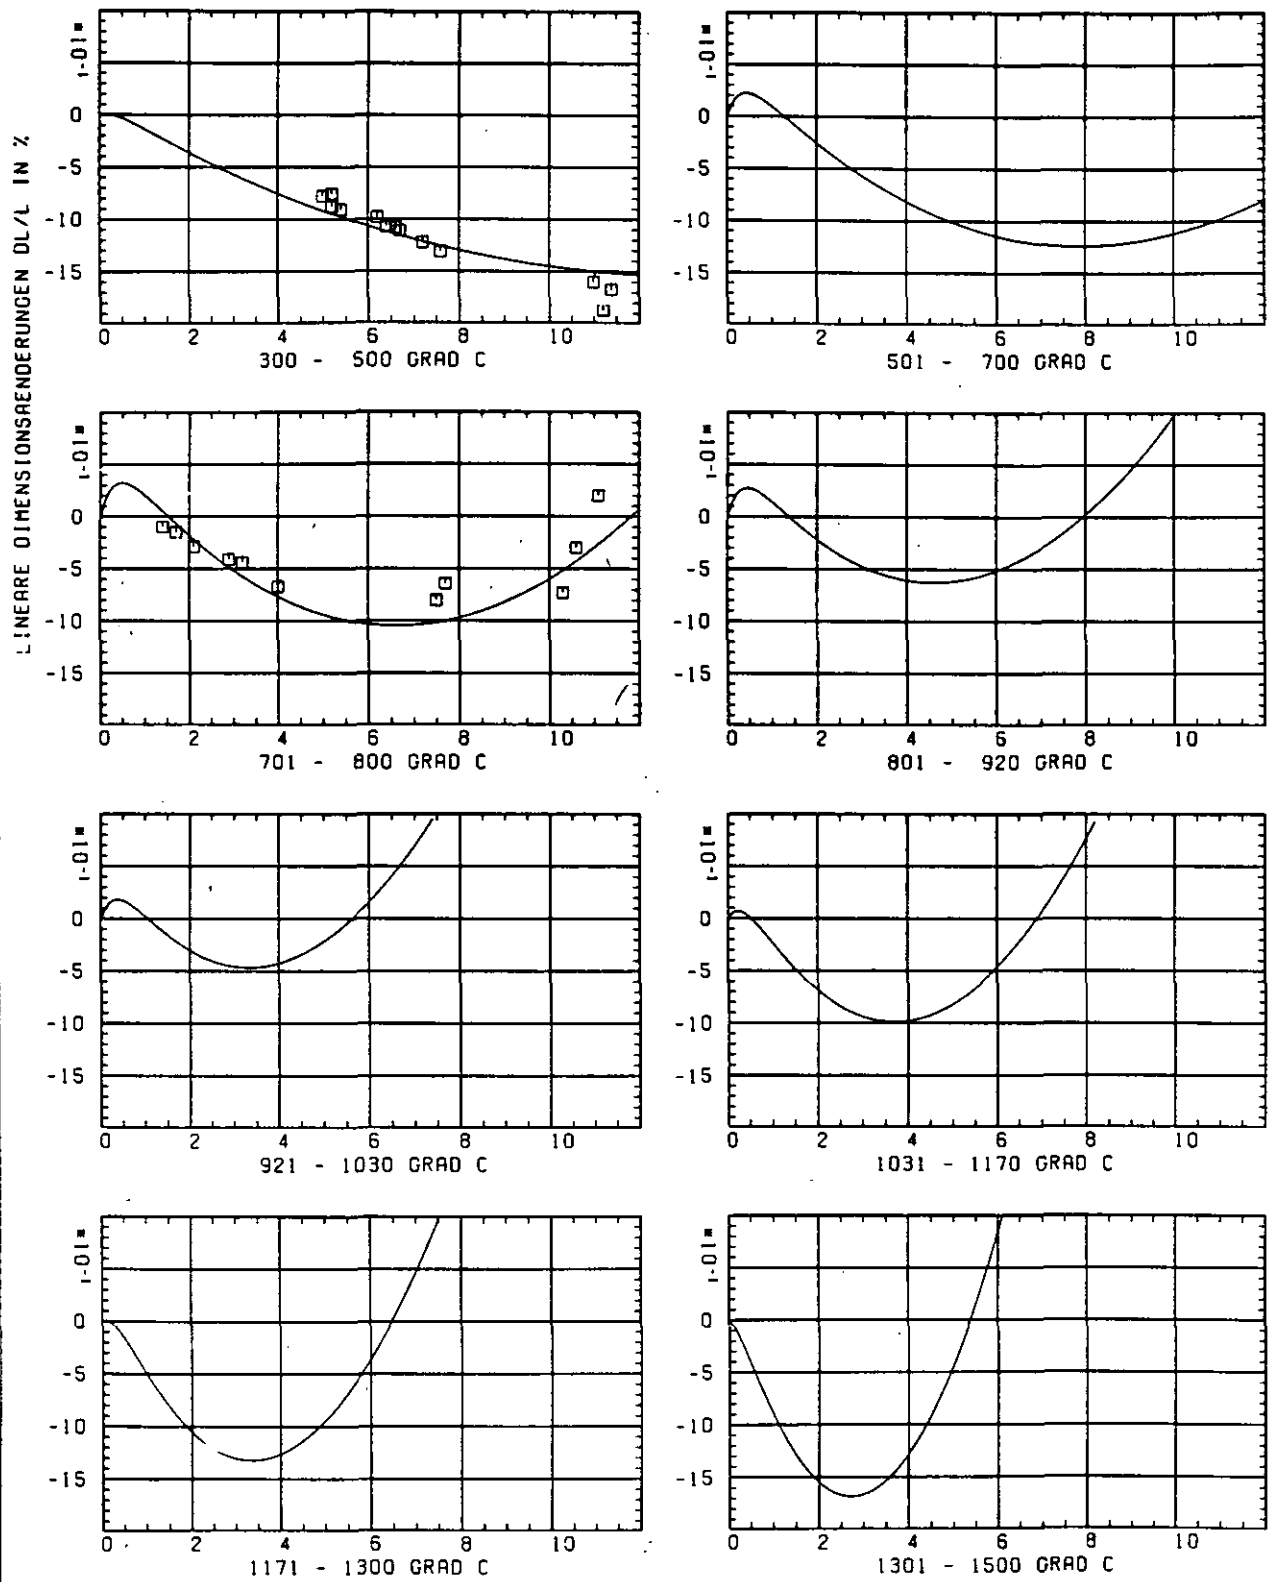 LINEARE DIMENSIONSAENDERUNGEN DL/L IN %
*10-1
0
-5
-10
-15
0 2 4 6 8 10
300 - 500 GRAD C
*10-1
0
-5
-10
-15
0 2 4 6 8 10
501 - 700 GRAD C
*10-1
0
-5
-10
-15
0 2 4 6 8 10
701 - 800 GRAD C
*10-1
0
-5
-10
-15
0 2 4 6 8 10
801 - 920 GRAD C
*10-1
0
-5
-10
-15
0 2 4 6 8 10
921 - 1030 GRAD C
*10-1
0
-5
-10
-15
0 2 4 6 8 10
1031 - 1170 GRAD C
*10-1
0
-5
-10
-15
0 2 4 6 8 10
1171 - 1300 GRAD C
*10-1
0
-5
-10
-15
0 2 4 6 8 10
1301 - 1500 GRAD C